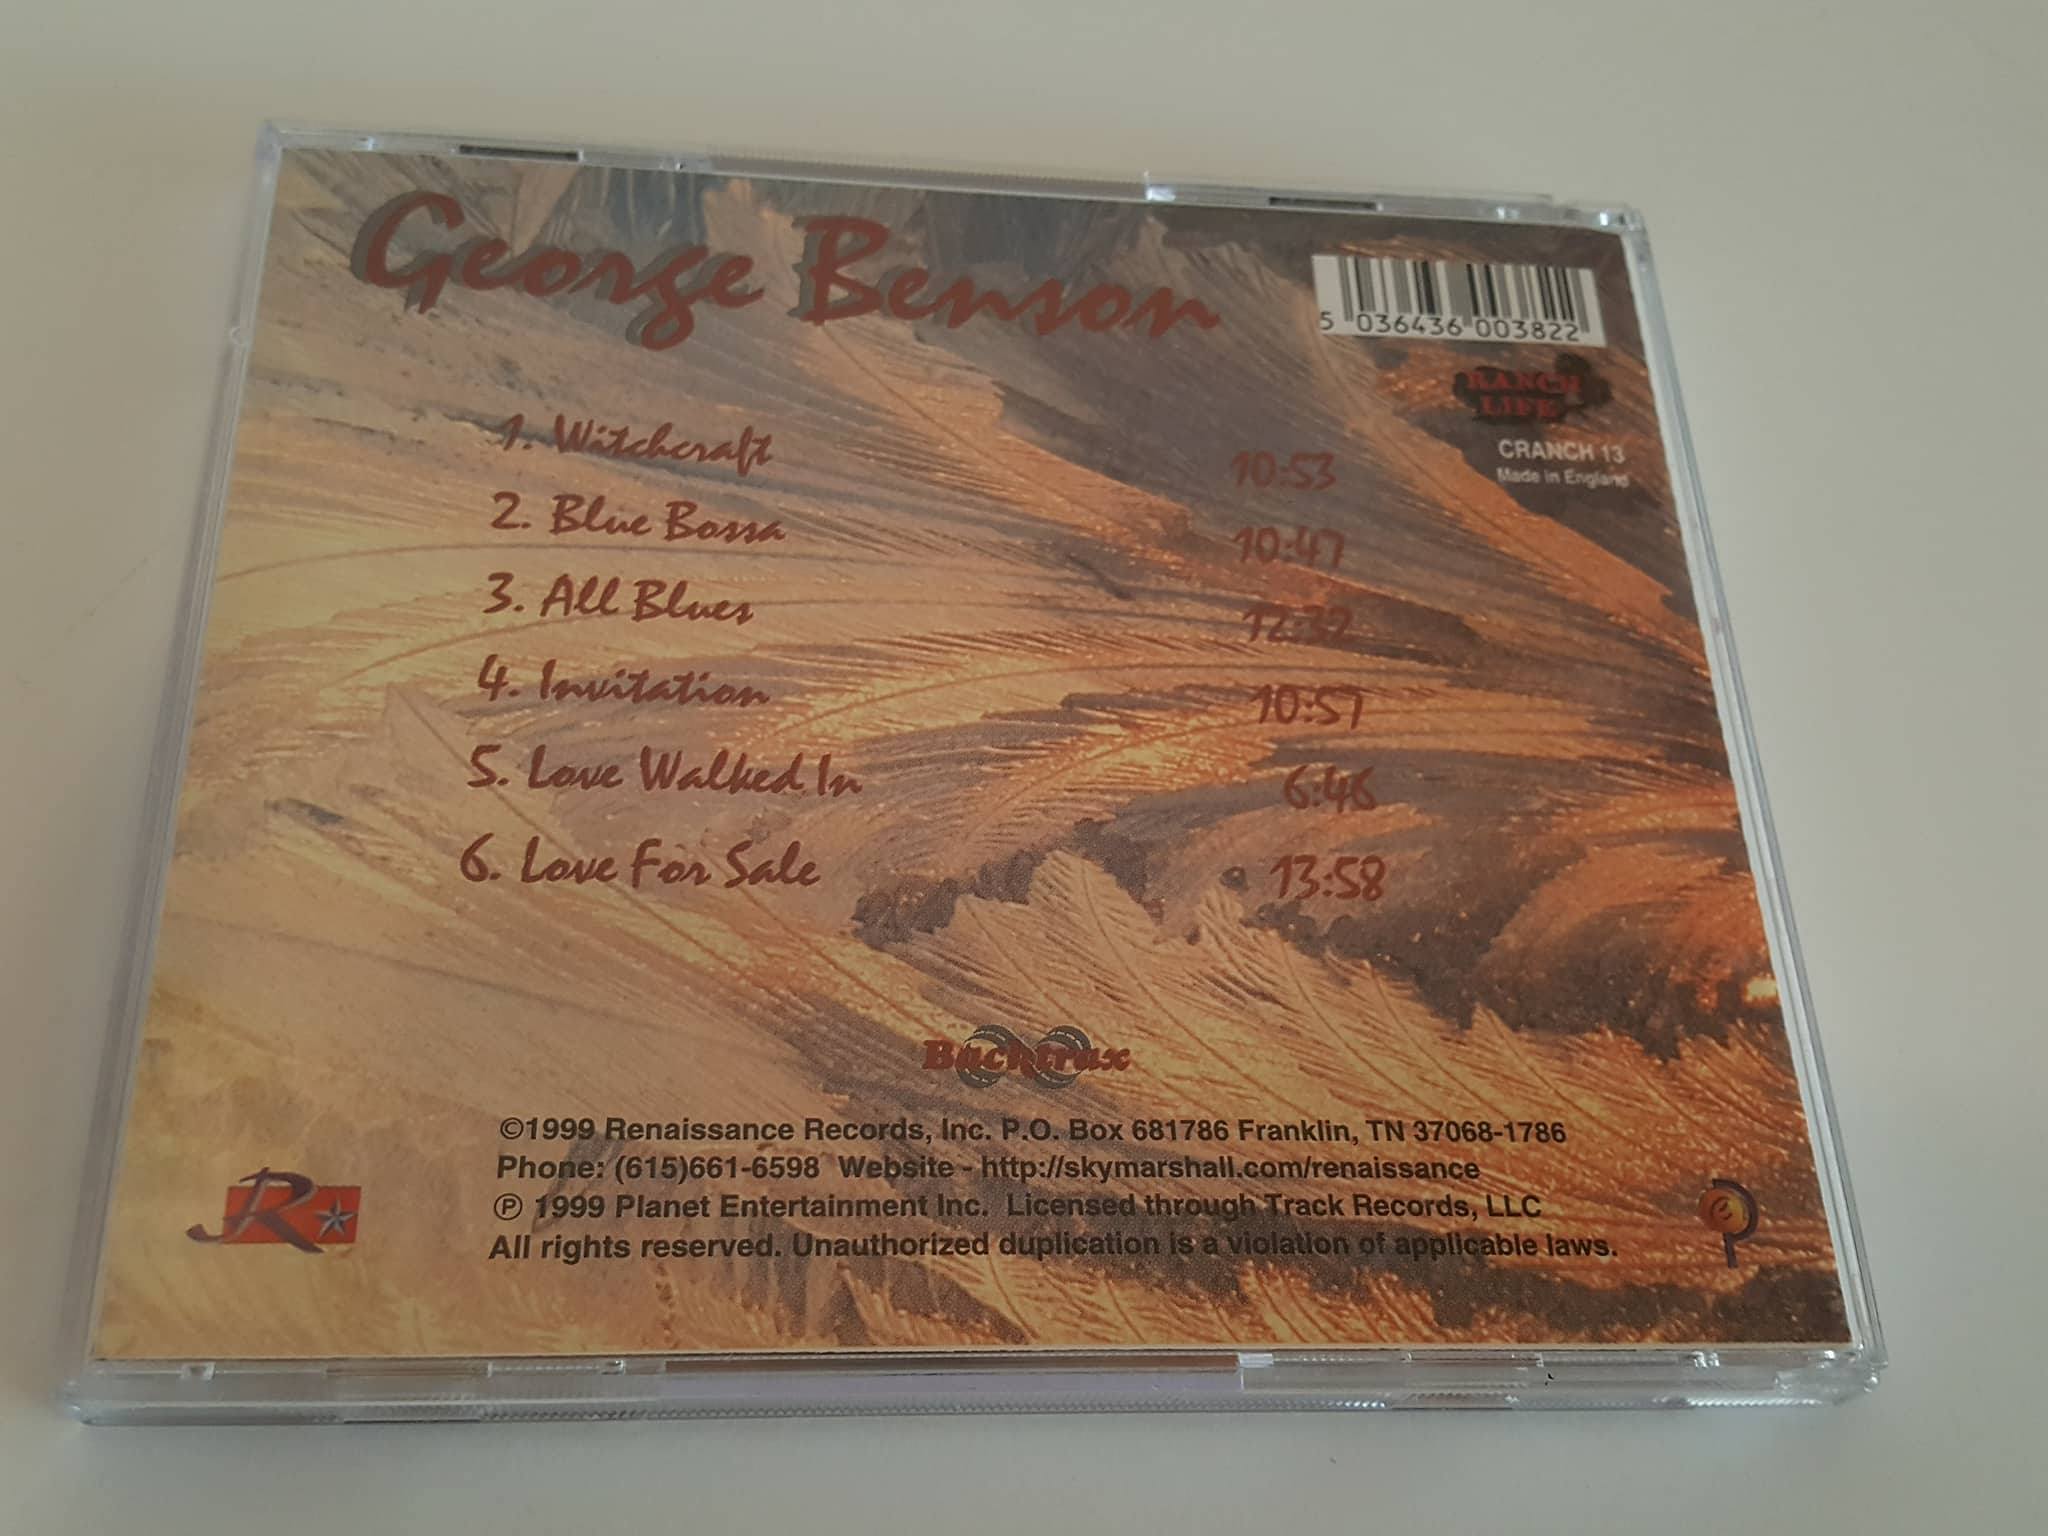 George Benson
5 036436 003822
RANCH
LIFE
CRANCH 13
Made in England
1. Witchcraft 10:53
2. Blue Bossa 10:47
3. All Blues 12:32
4. Invitation 10:57
5. Love Walked In 6:46
6. Love For Sale 13:58
Backtrax
©1999 Renaissance Records, Inc. P.O. Box 681786 Franklin, TN 37068-1786
Phone: (615)661-6598 Website - http://skymarshall.com/renaissance
℗ 1999 Planet Entertainment Inc. Licensed through Track Records, LLC
All rights reserved. Unauthorized duplication is a violation of applicable laws.
R
eP